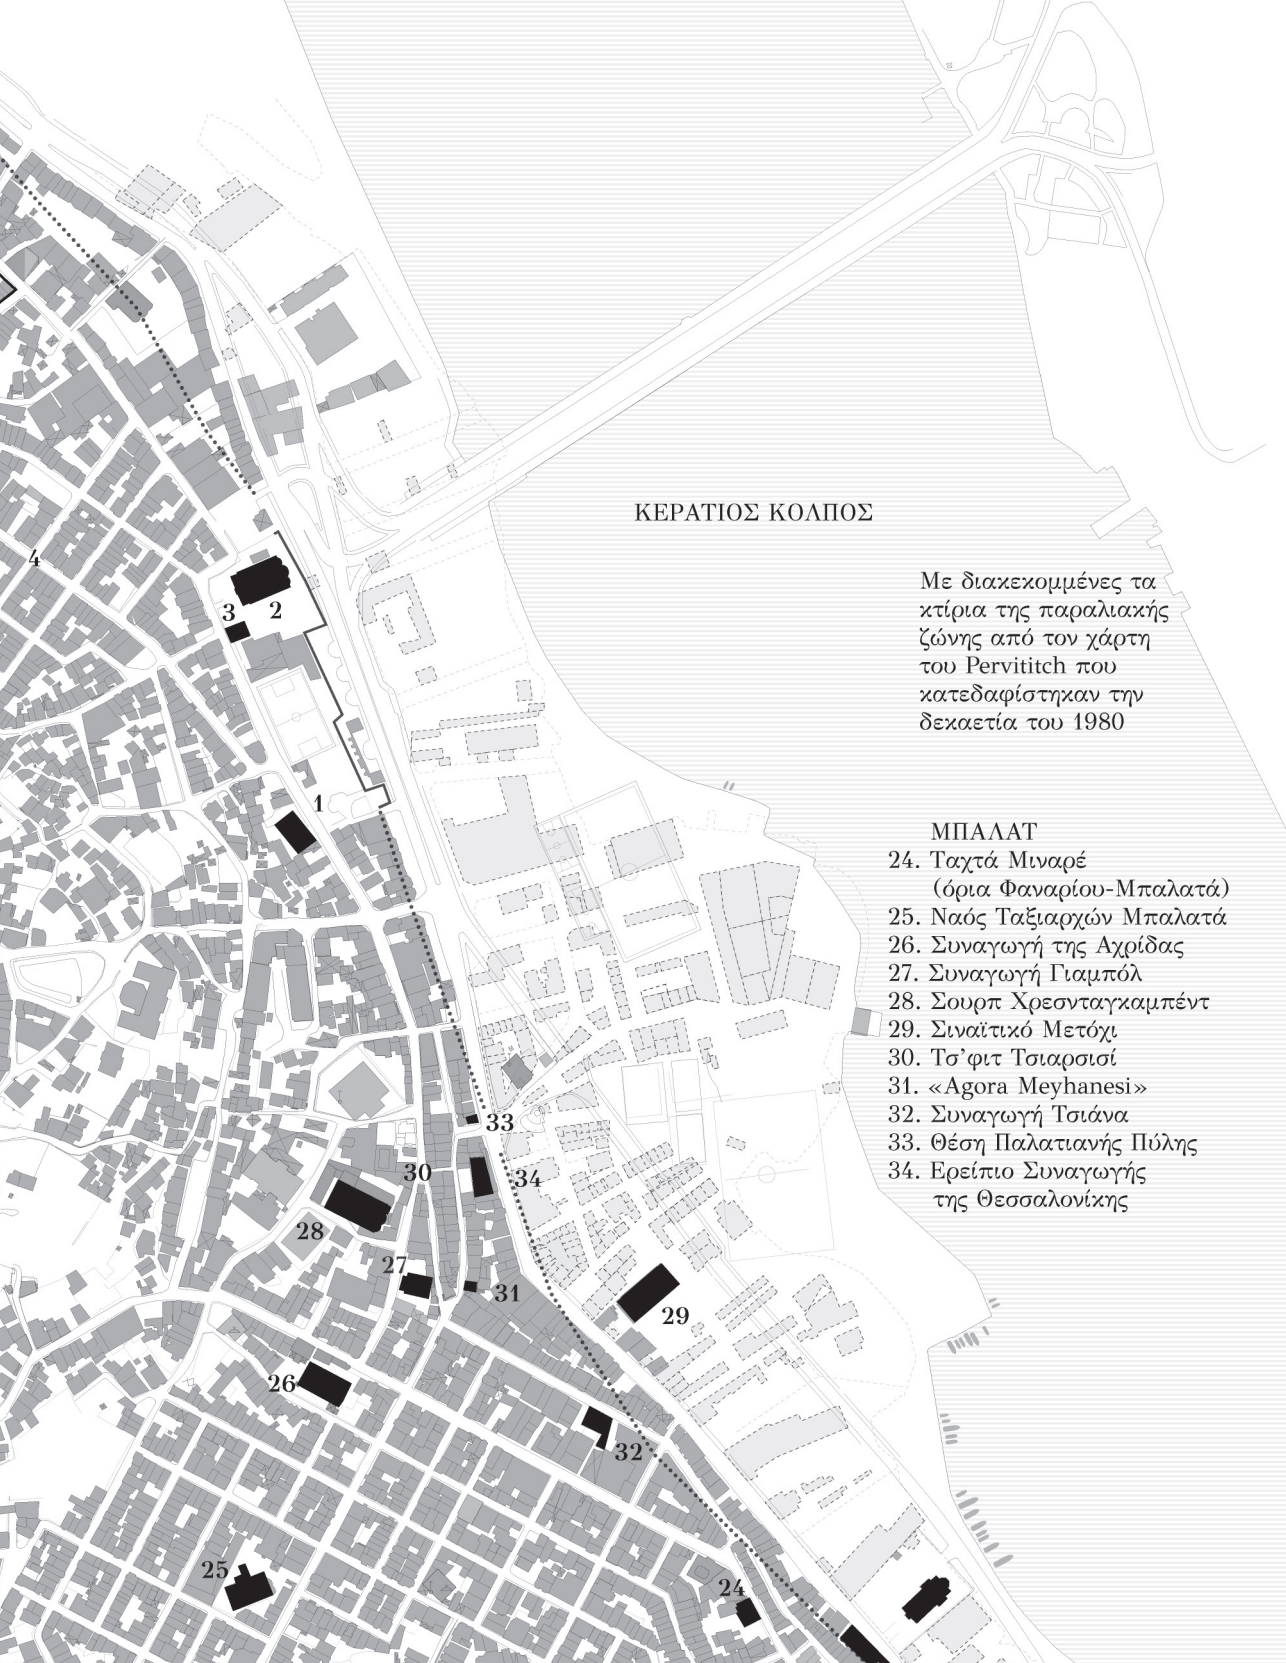 ΚΕΡΑΤΙΟΣ ΚΟΛΠΟΣ
4
Με διακεκομμένες τα
κτίρια της παραλιακής
ζώνης από τον χάρτη
του Pervititch που
κατεδαφίστηκαν την
δεκαετία του 1980
3
2
1
ΜΠΑΛΑΤ
24. Ταχτά Μιναρέ
(όρια Φαναρίου-Μπαλατά)
25. Ναός Ταξιαρχών Μπαλατά
26. Συναγωγή της Αχρίδας
27. Συναγωγή Γιαμπόλ
28. Σουρπ Χρεσνταγκαμπέντ
29. Σιναϊτικό Μετόχι
30. Τσ’φιτ Τσιαρσισί
31. «Agora Meyhanesi»
32. Συναγωγή Τσιάνα
33. Θέση Παλατιανής Πύλης
34. Ερείπιο Συναγωγής
της Θεσσαλονίκης
33
30
34
28
27
31
29
26
32
25
24